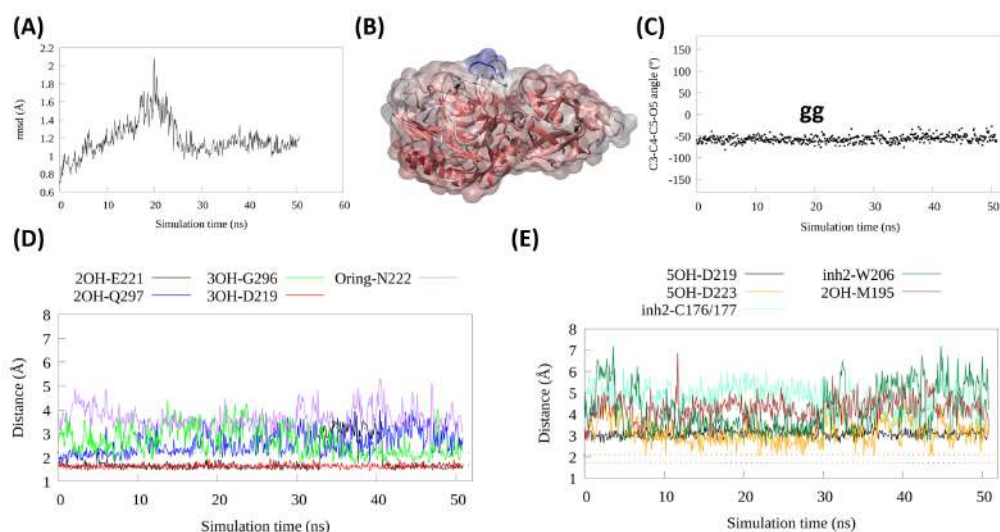 (A)
(B)
(C)
2.2
2
1.8
1.6
1.4
1.2
1
0.8
0.6
rmsd (Å)
0 10 20 30 40 50 60
Simulation time (ns)
150
100
50
0
-50
-100
-150
C3-C4-C5-O5 angle (º)
gg
0 10 20 30 40 50
Simulation time (ns)
(D)
2OH-E221 3OH-G296 Oring-N222
2OH-Q297 3OH-D219
8
7
6
5
4
3
2
1
Distance (Å)
0 10 20 30 40 50
Simulation time (ns)
(E)
5OH-D219 inh2-W206
5OH-D223 2OH-M195
inh2-C176/177
8
7
6
5
4
3
2
1
Distance (Å)
0 10 20 30 40 50
Simulation time (ns)